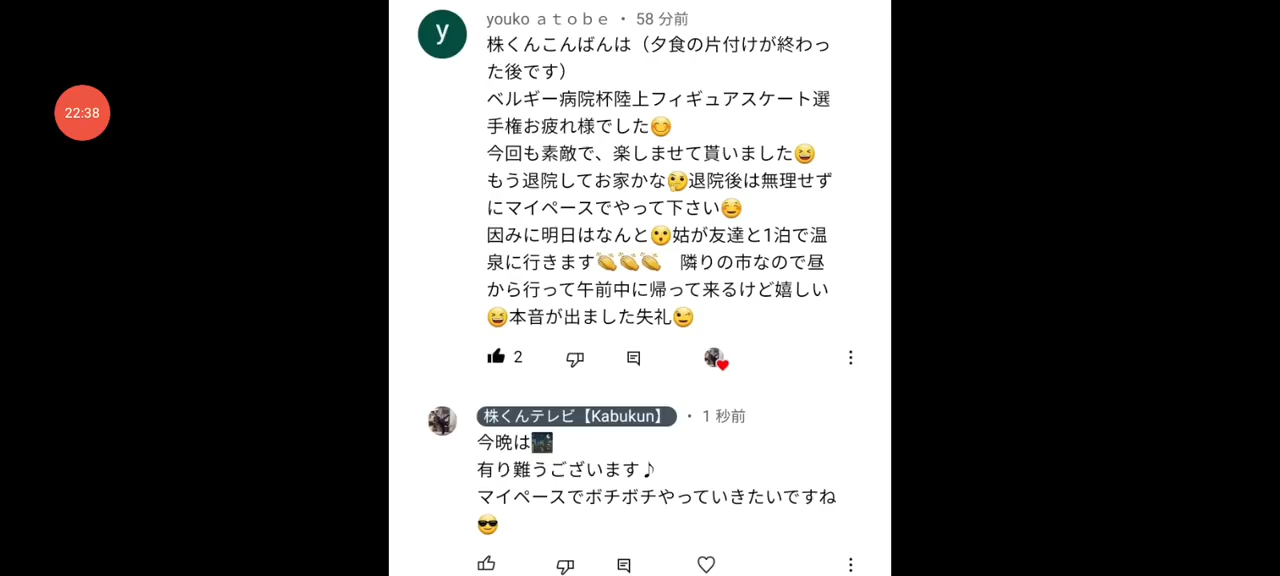 youko ａｔｏｂｅ ・ 58 分前
株くんこんばんは（夕食の片付けが終わっ
た後です）
22:38
ベルギー病院杯陸上フィギュアスケート選
手権お疲れ様でした😊
今回も素敵で、楽しませて貰いました😆
もう退院してお家かな🤔退院後は無理せず
にマイペースでやって下さい☺️
因みに明日はなんと😮姑が友達と1泊で温
泉に行きます👏👏👏　隣りの市なので昼
から行って午前中に帰って来るけど嬉しい
😆本音が出ました失礼😉
2
株くんテレビ【Kabukun】 ・ 1 秒前
今晩は🌃
有り難うございます♪
マイペースでボチボチやっていきたいですね
😎